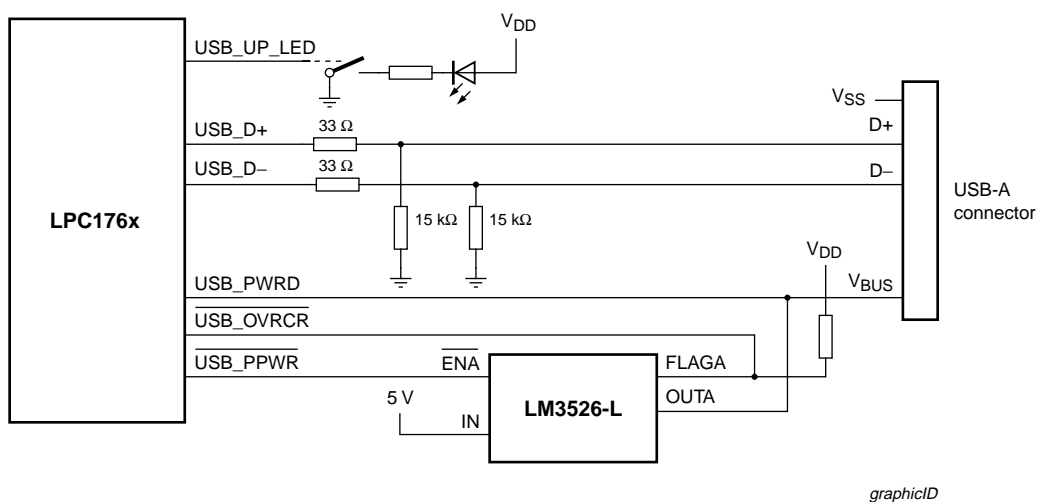 V_DD
USB_UP_LED
V_SS
USB_D+
33 Ω
D+
USB_D−
33 Ω
D−
LPC176x
15 kΩ
15 kΩ
USB-A
connector
V_DD
USB_PWRD
V_BUS
USB_OVRCR
USB_PPWR
ENA
FLAGA
5 V
LM3526-L
OUTA
IN
graphicID